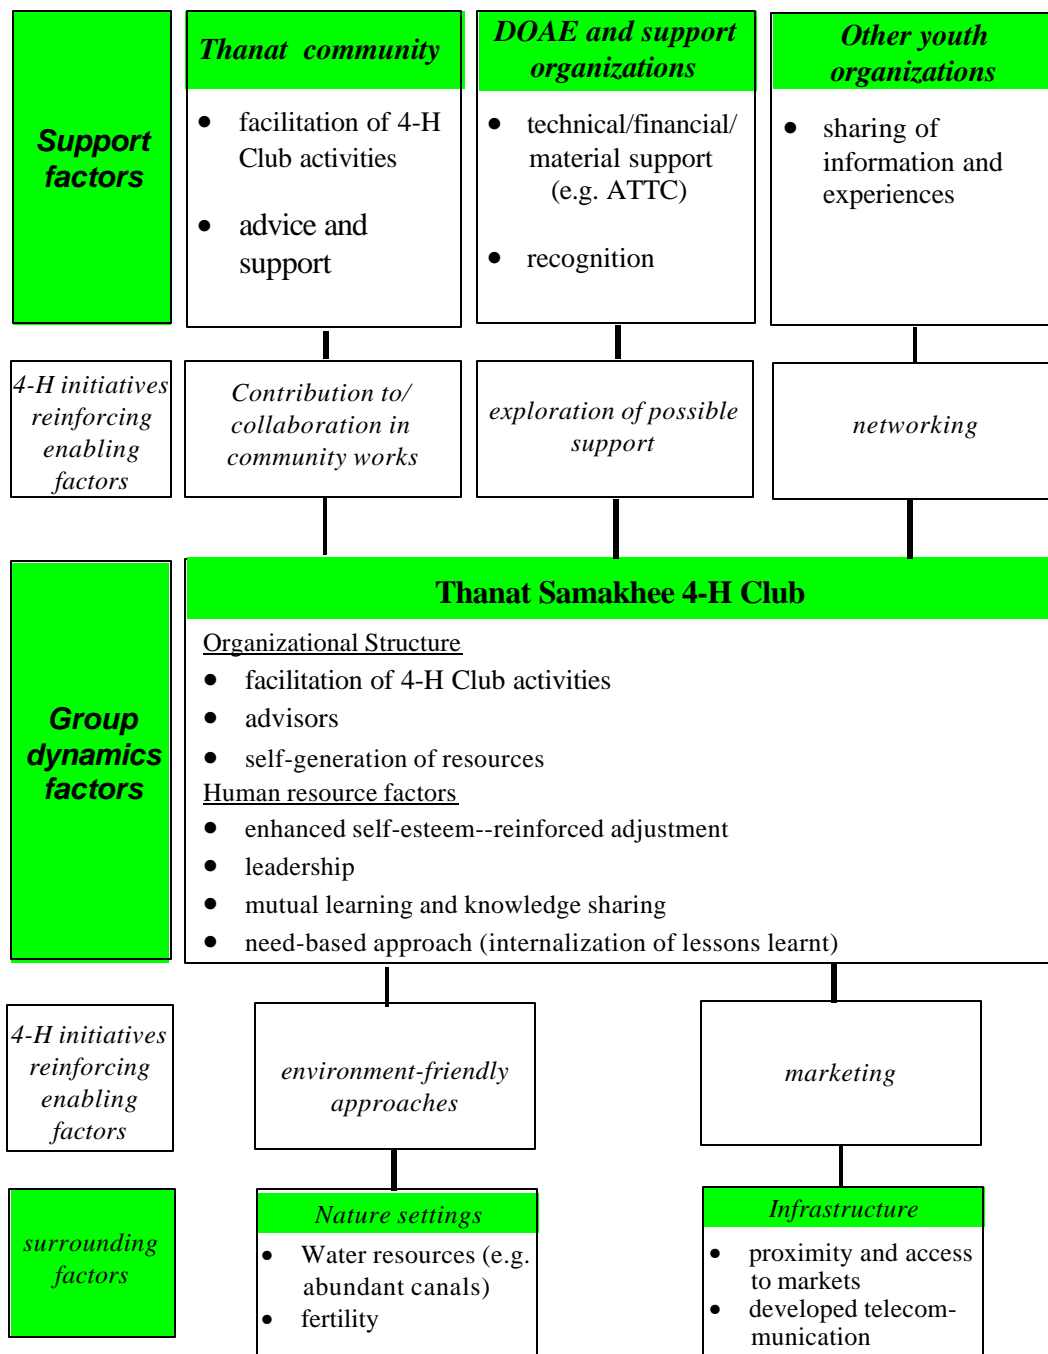 Support
factors
Thanat community
• facilitation of 4-H
Club activities
• advice and
support
DOAE and support
organizations
• technical/financial/
material support
(e.g. ATTC)
• recognition
Other youth
organizations
• sharing of
information and
experiences
4-H initiatives
reinforcing
enabling
factors
Contribution to/
collaboration in
community works
exploration of possible
support
networking
Group
dynamics
factors
Thanat Samakhee 4-H Club
Organizational Structure
• facilitation of 4-H Club activities
• advisors
• self-generation of resources
Human resource factors
• enhanced self-esteem--reinforced adjustment
• leadership
• mutual learning and knowledge sharing
• need-based approach (internalization of lessons learnt)
4-H initiatives
reinforcing
enabling
factors
environment-friendly
approaches
marketing
surrounding
factors
Nature settings
• Water resources (e.g.
abundant canals)
• fertility
Infrastructure
• proximity and access
to markets
• developed telecom-
munication